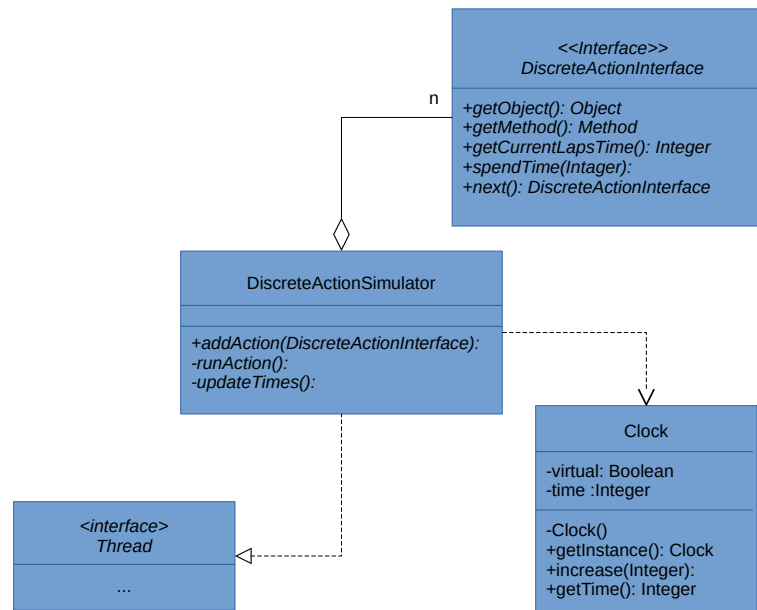 <<Interface>>
DiscreteActionInterface
n
+getObject(): Object
+getMethod(): Method
+getCurrentLapsTime(): Integer
+spendTime(Intager):
+next(): DiscreteActionInterface
DiscreteActionSimulator
+addAction(DiscreteActionInterface):
-runAction():
-updateTimes():
Clock
-virtual: Boolean
-time :Integer
-Clock()
+getInstance(): Clock
+increase(Integer):
+getTime(): Integer
<interface>
Thread
...